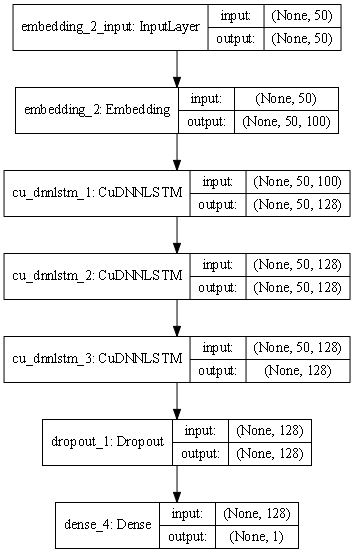 embedding_2_input: InputLayer
input: (None, 50)
output: (None, 50)
embedding_2: Embedding
input: (None, 50)
output: (None, 50, 100)
cu_dnnlstm_1: CuDNNLSTM
input: (None, 50, 100)
output: (None, 50, 128)
cu_dnnlstm_2: CuDNNLSTM
input: (None, 50, 128)
output: (None, 50, 128)
cu_dnnlstm_3: CuDNNLSTM
input: (None, 50, 128)
output: (None, 128)
dropout_1: Dropout
input: (None, 128)
output: (None, 128)
dense_4: Dense
input: (None, 128)
output: (None, 1)